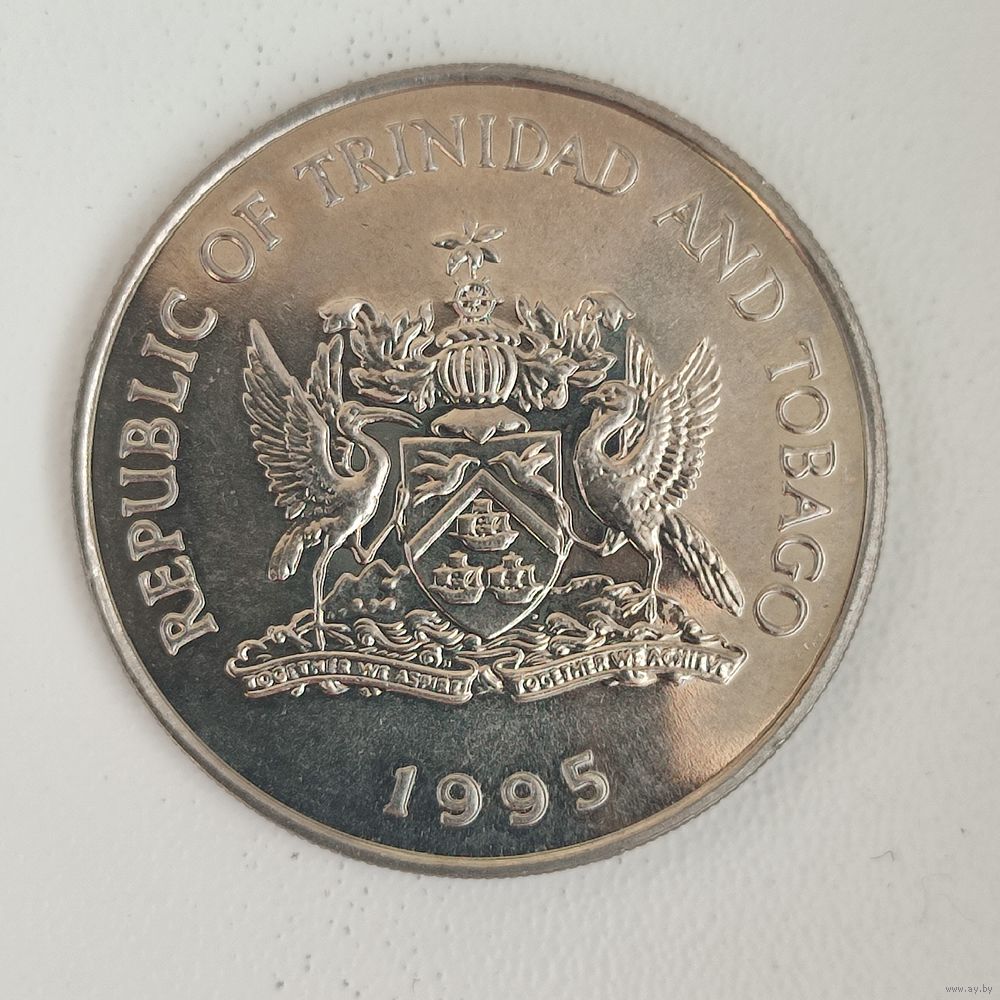 REPUBLIC OF TRINIDAD AND TOBAGO
TOGETHER WE ASPIRE
TOGETHER WE ACHIEVE
1995
www.ay.by